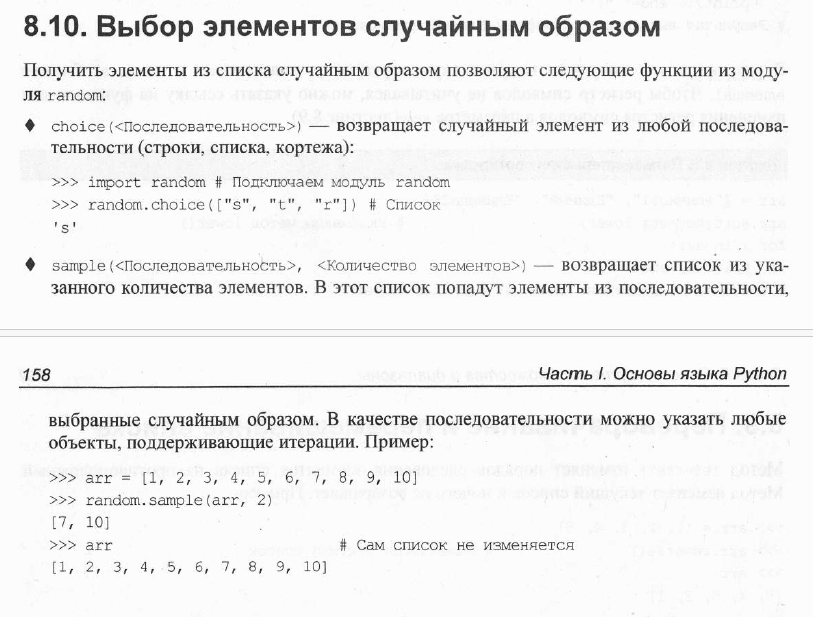 8.10. Выбор элементов случайным образом
Получить элементы из списка случайным образом позволяют следующие функции из моду-
ля random:
♦ choice(<Последовательность>) — возвращает случайный элемент из любой последова-
тельности (строки, списка, кортежа):
>>> import random # Подключаем модуль random
>>> random.choice(["s", "t", "r"]) # Список
's'
♦ sample(<Последовательность>, <Количество элементов>) — возвращает список из ука-
занного количества элементов. В этот список попадут элементы из последовательности,
158 Часть I. Основы языка Python
выбранные случайным образом. В качестве последовательности можно указать любые
объекты, поддерживающие итерации. Пример:
>>> arr = [1, 2, 3, 4, 5, 6, 7, 8, 9, 10]
>>> random.sample(arr, 2)
[7, 10]
>>> arr # Сам список не изменяется
[1, 2, 3, 4, 5, 6, 7, 8, 9, 10]